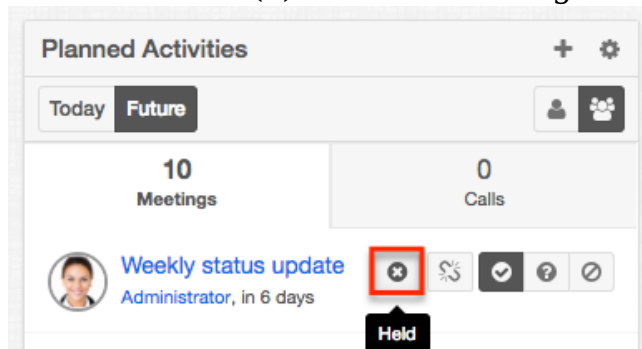 Planned Activities
Today Future
10
Meetings
0
Calls
Weekly status update
Administrator, in 6 days
Held